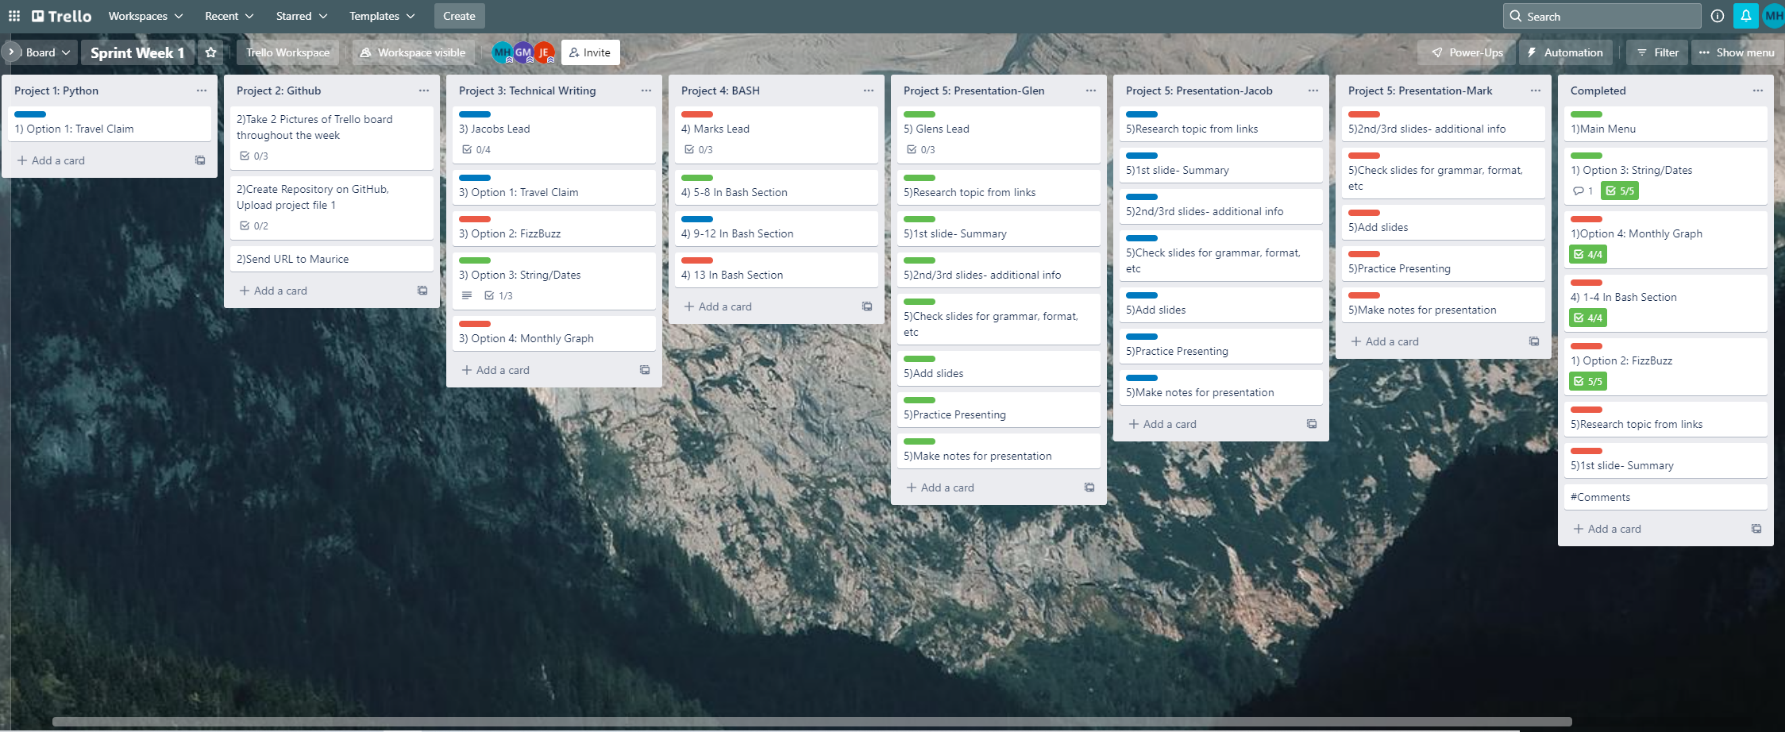 Trello
Workspaces
Recent
Starred
Templates
Create
Search
MH
Board
Sprint Week 1
Trello Workspace
Workspace visible
MH
GM
JE
Invite
Power-Ups
Automation
Filter
Show menu
Project 1: Python
1) Option 1: Travel Claim
Add a card
Project 2: Github
2)Take 2 Pictures of Trello board
throughout the week
0/3
2)Create Repository on GitHub,
Upload project file 1
0/2
2)Send URL to Maurice
Add a card
Project 3: Technical Writing
3) Jacobs Lead
0/4
3) Option 1: Travel Claim
3) Option 2: FizzBuzz
3) Option 3: String/Dates
1/3
3) Option 4: Monthly Graph
Add a card
Project 4: BASH
4) Marks Lead
0/3
4) 5-8 In Bash Section
4) 9-12 In Bash Section
4) 13 In Bash Section
Add a card
Project 5: Presentation-Glen
5) Glens Lead
0/3
5)Research topic from links
5)1st slide- Summary
5)2nd/3rd slides- additional info
5)Check slides for grammar, format,
etc
5)Add slides
5)Practice Presenting
5)Make notes for presentation
Add a card
Project 5: Presentation-Jacob
5)Research topic from links
5)1st slide- Summary
5)2nd/3rd slides- additional info
5)Check slides for grammar, format,
etc
5)Add slides
5)Practice Presenting
5)Make notes for presentation
Add a card
Project 5: Presentation-Mark
5)2nd/3rd slides- additional info
5)Check slides for grammar, format,
etc
5)Add slides
5)Practice Presenting
5)Make notes for presentation
Add a card
Completed
1)Main Menu
1) Option 3: String/Dates
1 5/5
1)Option 4: Monthly Graph
4/4
4) 1-4 In Bash Section
4/4
1) Option 2: FizzBuzz
5/5
5)Research topic from links
5)1st slide- Summary
#Comments
Add a card